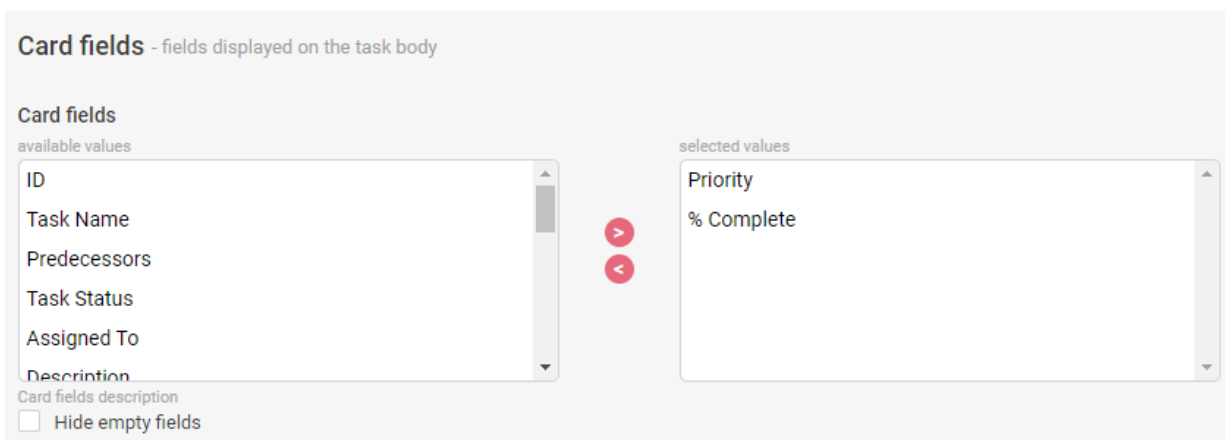 Card fields - fields displayed on the task body
Card fields
available values
ID
Task Name
Predecessors
Task Status
Assigned To
Description
selected values
Priority
% Complete
>
<
Card fields description
Hide empty fields